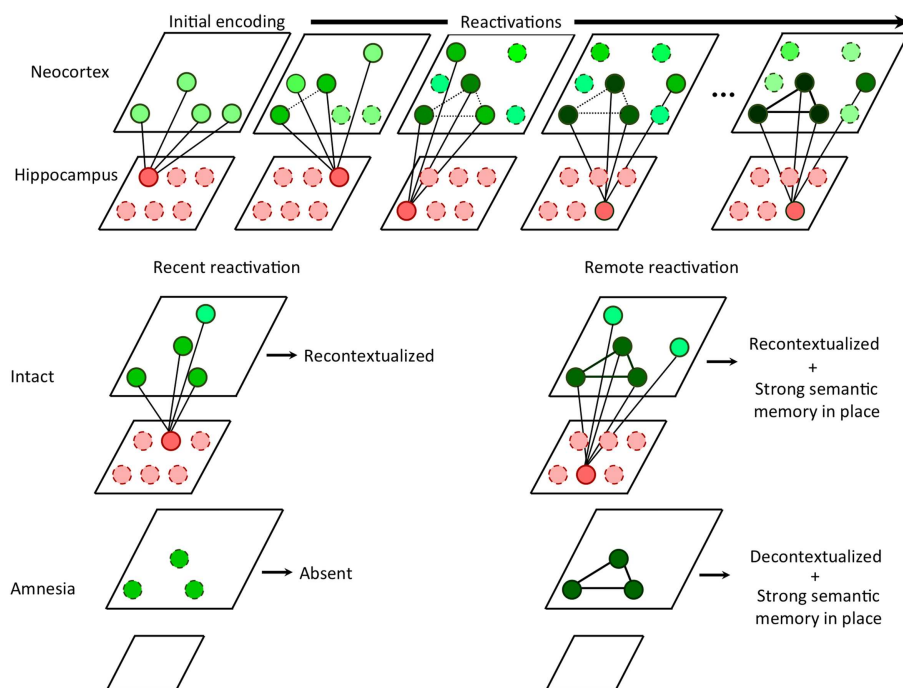 Initial encoding
Reactivations
Neocortex
...
Hippocampus
Recent reactivation
Remote reactivation
Intact
Recontextualized
Recontextualized
+
Strong semantic
memory in place
Amnesia
Absent
Decontextualized
+
Strong semantic
memory in place